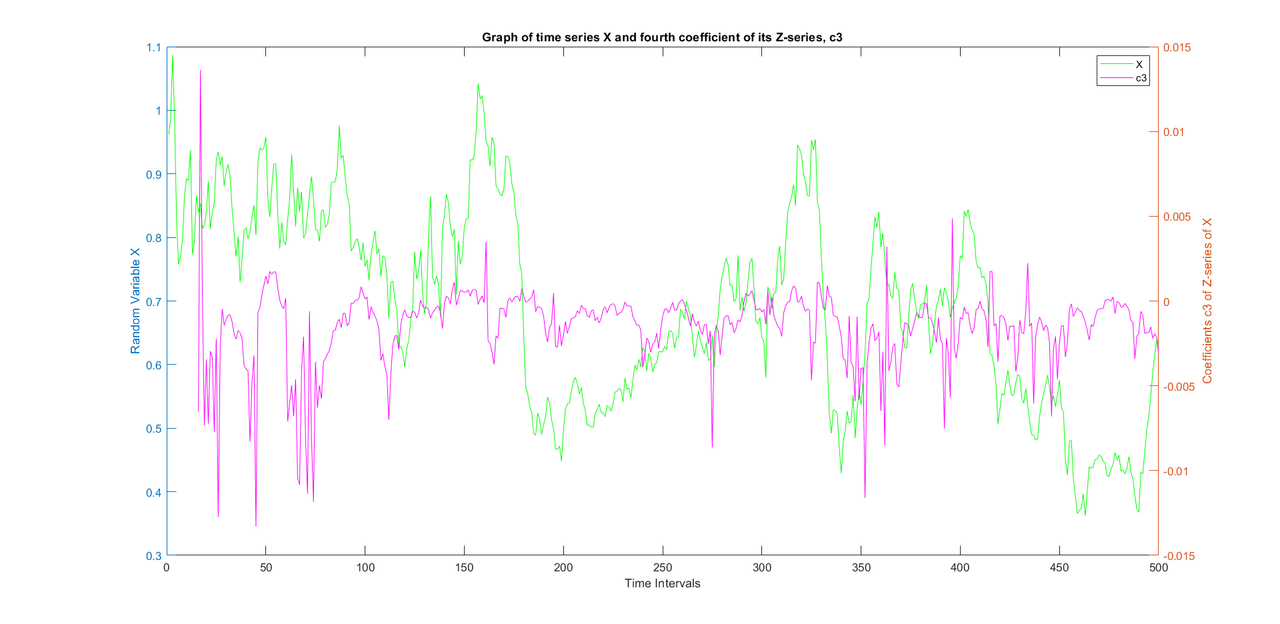 Graph of time series X and fourth coefficient of its Z-series, c3
X
c3
1.1
1
0.9
0.8
0.7
0.6
0.5
0.4
0.3
Random Variable X
0.015
0.01
0.005
0
-0.005
-0.01
-0.015
Coefficients c3 of Z-series of X
0 50 100 150 200 250 300 350 400 450 500
Time Intervals